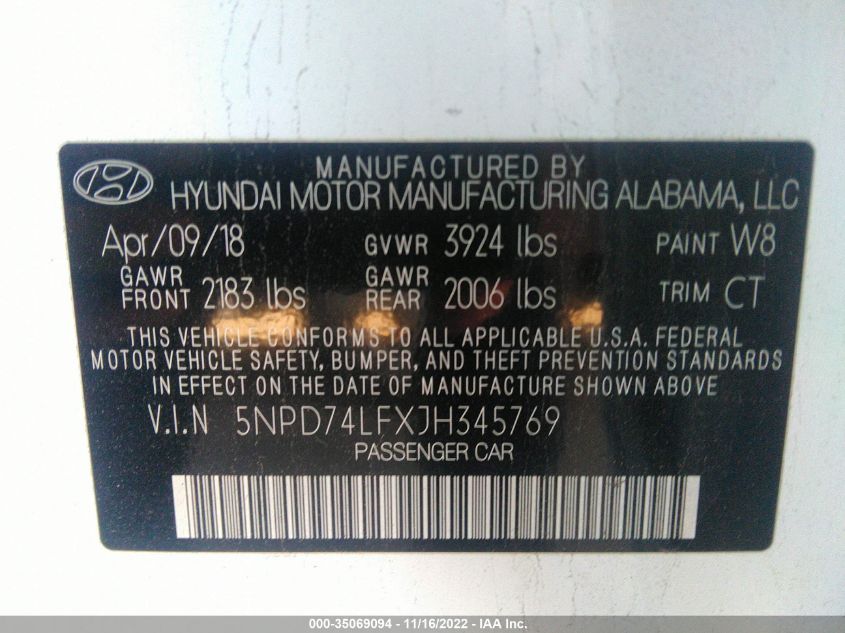 MANUFACTURED BY
HYUNDAI MOTOR MANUFACTURING ALABAMA, LLC
Apr/09/18 GVWR 3924 lbs PAINT W8
GAWR FRONT 2183 lbs GAWR REAR 2006 lbs TRIM CT
THIS VEHICLE CONFORMS TO ALL APPLICABLE U.S.A. FEDERAL
MOTOR VEHICLE SAFETY, BUMPER, AND THEFT PREVENTION STANDARDS
IN EFFECT ON THE DATE OF MANUFACTURE SHOWN ABOVE.
V.I.N 5NPD74LFXJH345769
PASSENGER CAR
000-35069094 - 11/16/2022 - IAA Inc.